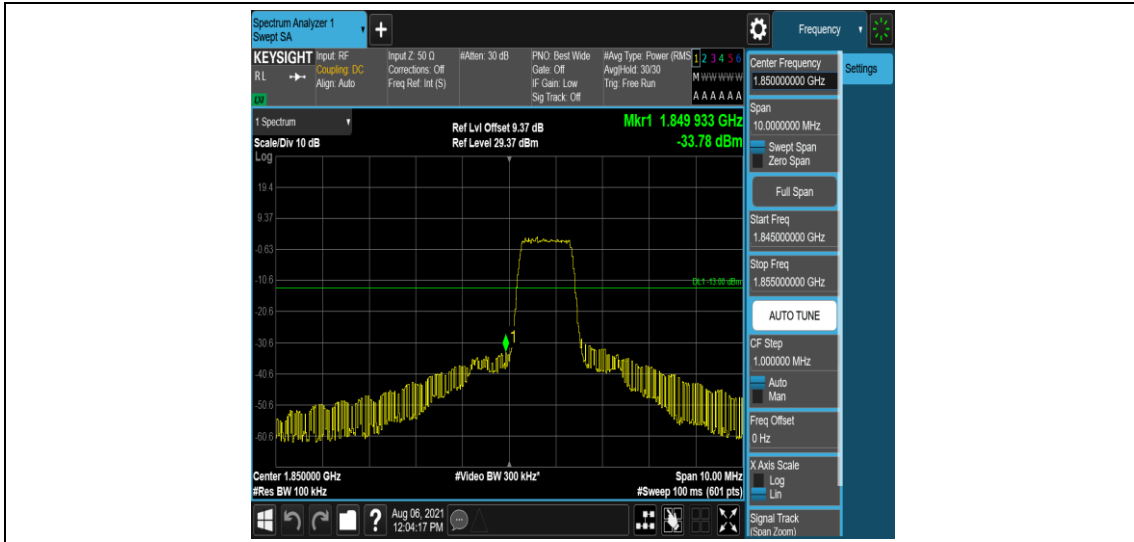 Spectrum Analyzer 1
Swept SA
Frequency
KEYSIGHT
RL
Input: RF
Coupling: DC
Align: Auto
Input Z: 50 Ω
Corrections: Off
Freq Ref: Int (S)
#Atten: 30 dB
PNO: Best Wide
Gate: Off
IF Gain: Low
Sig Track: Off
#Avg Type: Power (RMS
Avg|Hold: 30/30
Trig: Free Run
1 2 3 4 5 6
M W W W W W
A A A A A A
Center Frequency
1.850000000 GHz
Settings
Span
10.0000000 MHz
Swept Span
Zero Span
Full Span
Start Freq
1.845000000 GHz
Stop Freq
1.855000000 GHz
AUTO TUNE
CF Step
1.000000 MHz
Auto
Man
Freq Offset
0 Hz
X Axis Scale
Log
Lin
Signal Track
(Span Zoom)
1 Spectrum
Scale/Div 10 dB
Log
Ref Lvl Offset 9.37 dB
Ref Level 29.37 dBm
Mkr1 1.849 933 GHz
-33.78 dBm
19.4
9.37
-0.63
-10.6
DL1 -13.00 dBm
-20.6
-30.6
1
-40.6
-50.6
-60.6
Center 1.850000 GHz
#Res BW 100 kHz
#Video BW 300 kHz*
Span 10.00 MHz
#Sweep 100 ms (601 pts)
?
Aug 06, 2021
12:04:17 PM